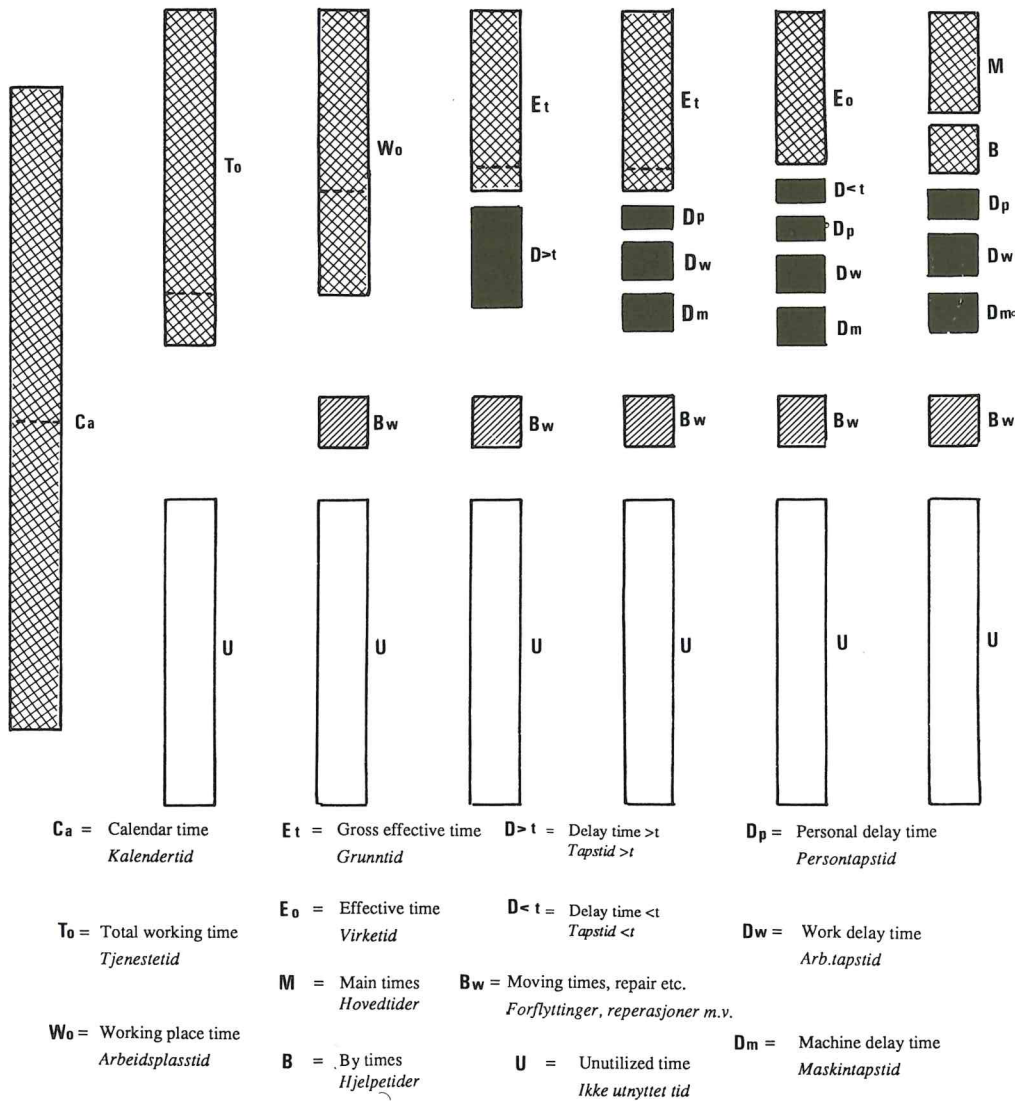 M
Et
Et
Eo
Wo
To
B
D<t
Dp
Dp
Dp
D>t
Dw
Dw
Dw
Dm
Dm
Dm
Ca
Bw
Bw
Bw
Bw
Bw
U
U
U
U
U
U
Ca = Calendar time
Kalendertid
To = Total working time
Tjenestetid
Wo = Working place time
Arbeidsplasstid
Et = Gross effective time
Grunntid
Eo = Effective time
Virketid
M = Main times
Hovedtider
B = By times
Hjelpetider
D>t = Delay time >t
Tapstid >t
D<t = Delay time <t
Tapstid <t
Bw = Moving times, repair etc.
Forflyttinger, reperasjoner m.v.
U = Unutilized time
Ikke utnyttet tid
Dp = Personal delay time
Persontapstid
Dw = Work delay time
Arb.tapstid
Dm = Machine delay time
Maskintapstid